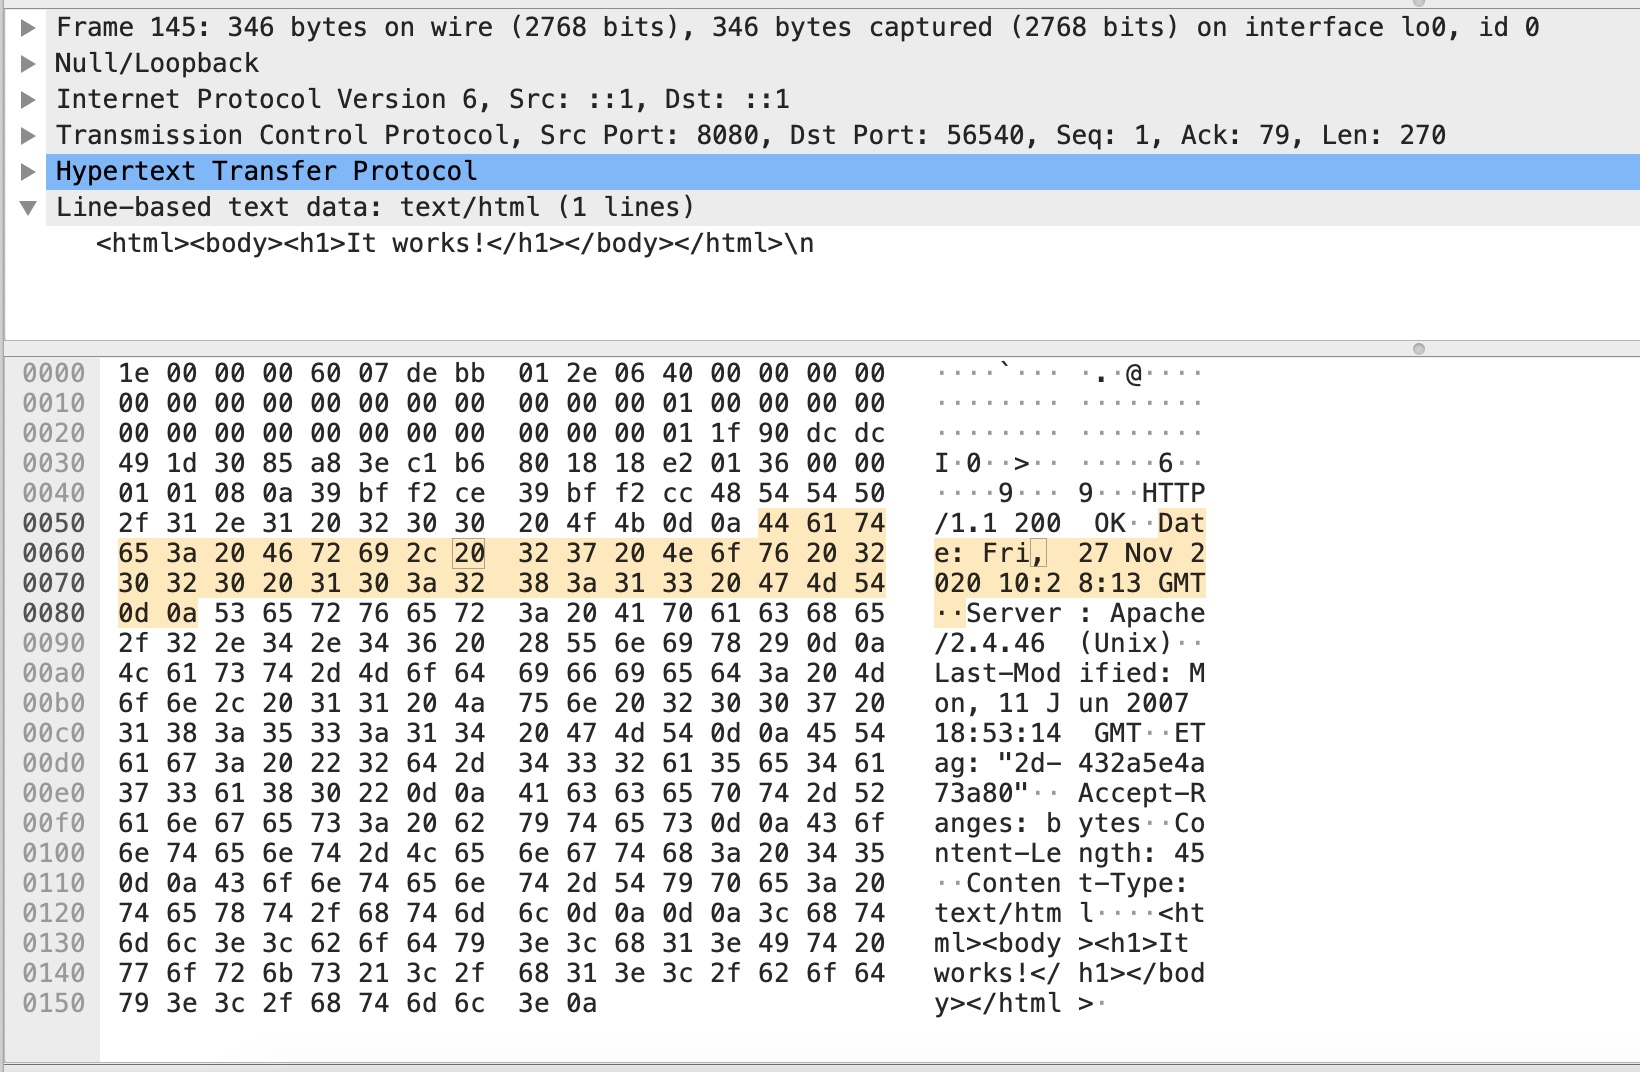 Frame 145: 346 bytes on wire (2768 bits), 346 bytes captured (2768 bits) on interface lo0, id 0
Null/Loopback
Internet Protocol Version 6, Src: ::1, Dst: ::1
Transmission Control Protocol, Src Port: 8080, Dst Port: 56540, Seq: 1, Ack: 79, Len: 270
Hypertext Transfer Protocol
Line-based text data: text/html (1 lines)
<html><body><h1>It works!</h1></body></html>\n
0000 1e 00 00 00 60 07 de bb 01 2e 06 40 00 00 00 00 ····`··· ·.·@····
0010 00 00 00 00 00 00 00 00 00 00 00 01 00 00 00 00 ········ ········
0020 00 00 00 00 00 00 00 00 00 00 00 01 1f 90 dc dc ········ ········
0030 49 1d 30 85 a8 3e c1 b6 80 18 18 e2 01 36 00 00 I·0··>·· ·····6··
0040 01 01 08 0a 39 bf f2 ce 39 bf f2 cc 48 54 54 50 ····9··· 9···HTTP
0050 2f 31 2e 31 20 32 30 30 20 4f 4b 0d 0a 44 61 74 /1.1 200 OK··Dat
0060 65 3a 20 46 72 69 2c 20 32 37 20 4e 6f 76 20 32 e: Fri, 27 Nov 2
0070 30 32 30 20 31 30 3a 32 38 3a 31 33 20 47 4d 54 020 10:2 8:13 GMT
0080 0d 0a 53 65 72 76 65 72 3a 20 41 70 61 63 68 65 ··Server : Apache
0090 2f 32 2e 34 2e 34 36 20 28 55 6e 69 78 29 0d 0a /2.4.46 (Unix)··
00a0 4c 61 73 74 2d 4d 6f 64 69 66 69 65 64 3a 20 4d Last-Mod ified: M
00b0 6f 6e 2c 20 31 31 20 4a 75 6e 20 32 30 30 37 20 on, 11 J un 2007
00c0 31 38 3a 35 33 3a 31 34 20 47 4d 54 0d 0a 45 54 18:53:14 GMT··ET
00d0 61 67 3a 20 22 32 64 2d 34 33 32 61 35 65 34 61 ag: "2d- 432a5e4a
00e0 37 33 61 38 30 22 0d 0a 41 63 63 65 70 74 2d 52 73a80"·· Accept-R
00f0 61 6e 67 65 73 3a 20 62 79 74 65 73 0d 0a 43 6f anges: b ytes··Co
0100 6e 74 65 6e 74 2d 4c 65 6e 67 74 68 3a 20 34 35 ntent-Le ngth: 45
0110 0d 0a 43 6f 6e 74 65 6e 74 2d 54 79 70 65 3a 20 ··Conten t-Type:
0120 74 65 78 74 2f 68 74 6d 6c 0d 0a 0d 0a 3c 68 74 text/htm l····<ht
0130 6d 6c 3e 3c 62 6f 64 79 3e 3c 68 31 3e 49 74 20 ml><body ><h1>It
0140 77 6f 72 6b 73 21 3c 2f 68 31 3e 3c 2f 62 6f 64 works!</ h1></bod
0150 79 3e 3c 2f 68 74 6d 6c 3e 0a y></html >·